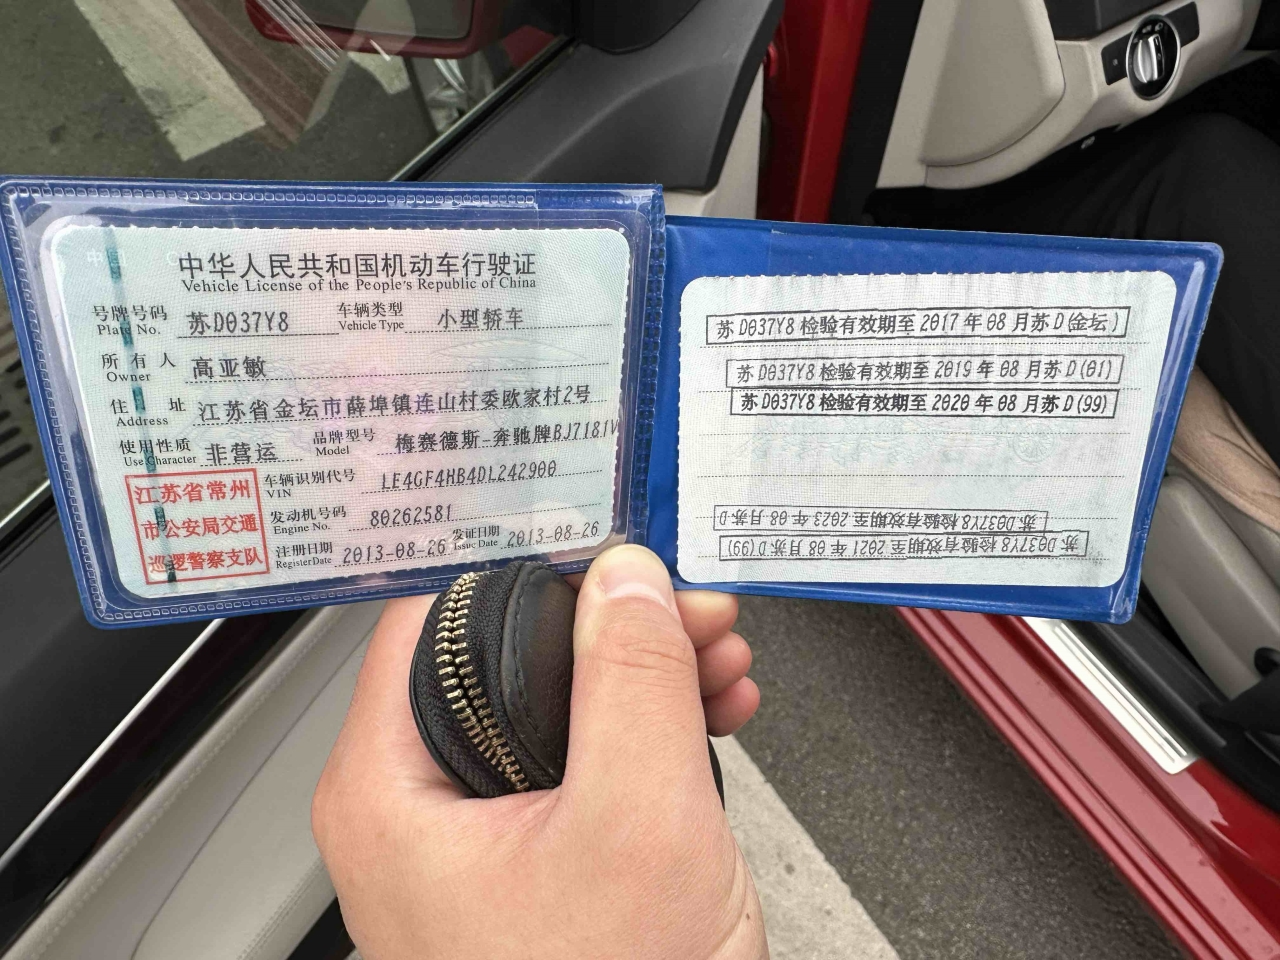 中华人民共和国机动车行驶证
Vehicle License of the People's Republic of China
号牌号码 苏D037Y8 车辆类型 小型轿车
Plate No. Vehicle Type
所有人 高亚敏
Owner
住址 江苏省金坛市薛埠镇连山村委欧家村2号
Address
使用性质 非营运 品牌型号 梅赛德斯-奔驰牌BJ7181V
Use Character Model
江苏省常州
市公安局交通
巡逻警察支队
车辆识别代号 LE4GF4HB4DL242900
VIN
发动机号码 80262581
Engine No.
注册日期 2013-08-26 发证日期 2013-08-26
Register Date Issue Date
苏D037Y8检验有效期至2017年08月苏D(金坛)
苏D037Y8检验有效期至2019年08月苏D(01)
苏D037Y8检验有效期至2020年08月苏D(99)
苏D037Y8检验有效期至2023年08月苏D
苏D037Y8检验有效期至2021年08月苏D(99)